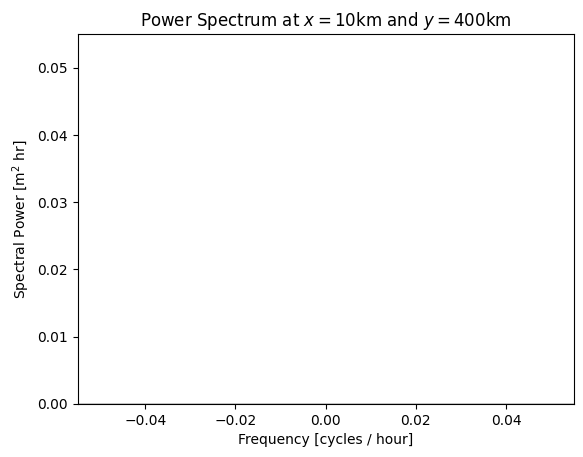 Power Spectrum at x = 10km and y = 400km
Spectral Power [m² hr]
0.05
0.04
0.03
0.02
0.01
0.00
−0.04 −0.02 0.00 0.02 0.04
Frequency [cycles / hour]